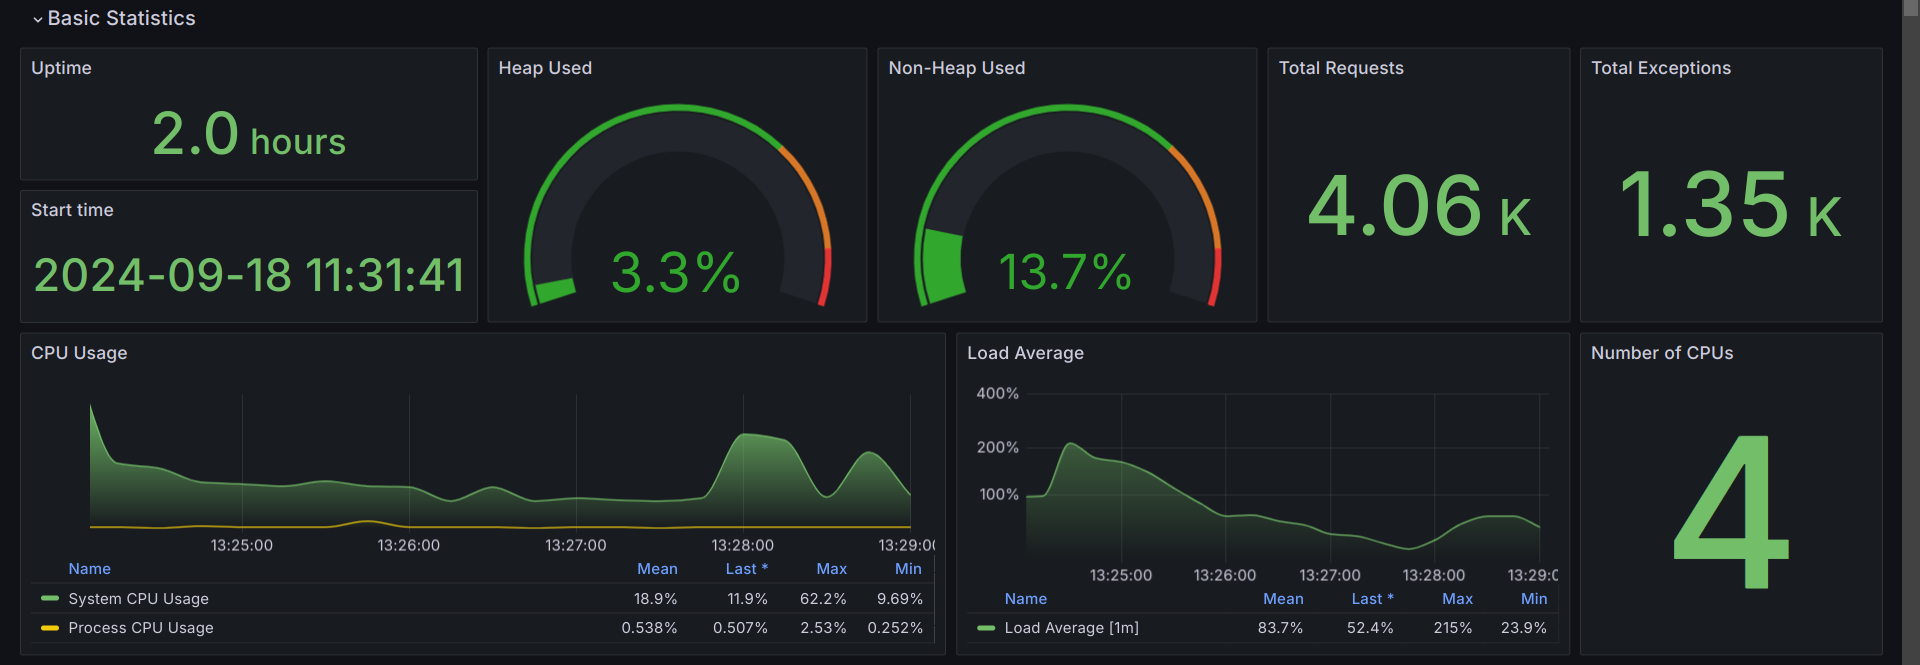 Basic Statistics
Uptime
2.0 hours
Start time
2024-09-18 11:31:41
Heap Used
3.3%
Non-Heap Used
13.7%
Total Requests
4.06 K
Total Exceptions
1.35 K
CPU Usage
13:25:00 13:26:00 13:27:00 13:28:00 13:29:00
Name Mean Last * Max Min
System CPU Usage 18.9% 11.9% 62.2% 9.69%
Process CPU Usage 0.538% 0.507% 2.53% 0.252%
Load Average
400%
200%
100%
13:25:00 13:26:00 13:27:00 13:28:00 13:29:0
Name Mean Last * Max Min
Load Average [1m] 83.7% 52.4% 215% 23.9%
Number of CPUs
4